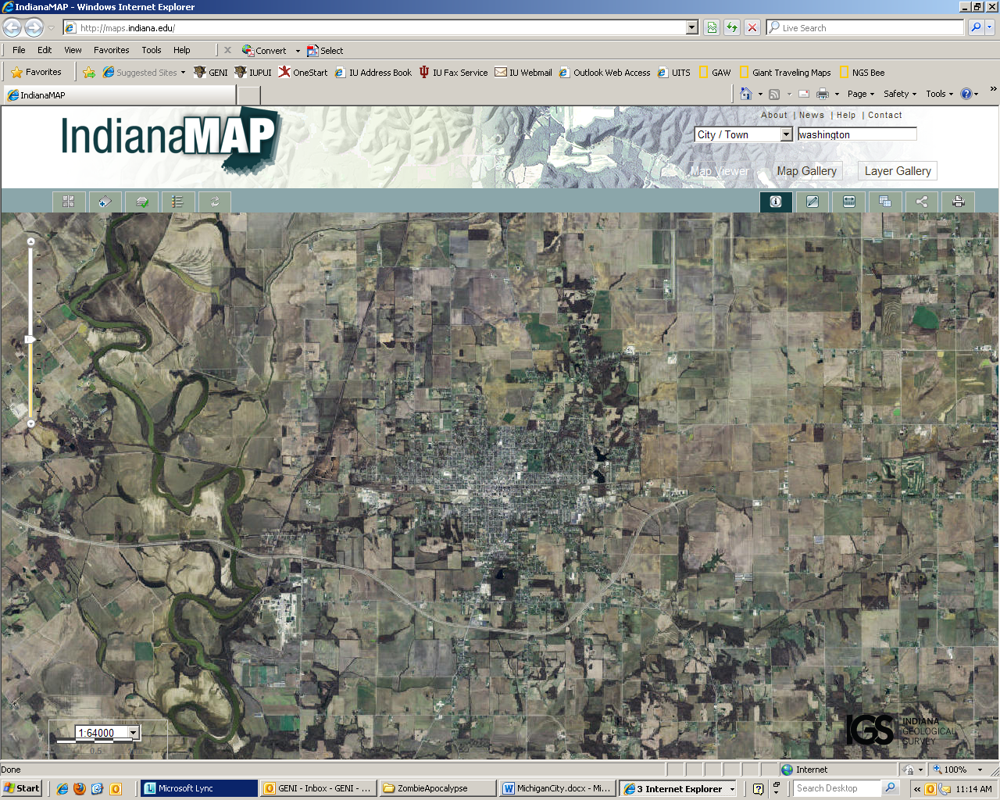 IndianaMAP - Windows Internet Explorer
http://maps.indiana.edu/
Live Search
File Edit View Favorites Tools Help Convert Select
Favorites Suggested Sites GENI IUPUI OneStart IU Address Book IU Fax Service IU Webmail Outlook Web Access UITS GAW Giant Traveling Maps NGS Bee
IndianaMAP Page Safety Tools
IndianaMAP
About | News | Help | Contact
City / Town washington
Map Viewer Map Gallery Layer Gallery
1:64000
0.5
IGS INDIANA GEOLOGICAL SURVEY
Done Internet 100%
Start Microsoft Lync GENI - Inbox - GENI - ... ZombieApocalypse MichiganCity.docx - Mi... 3 Internet Explorer Search Desktop 11:14 AM